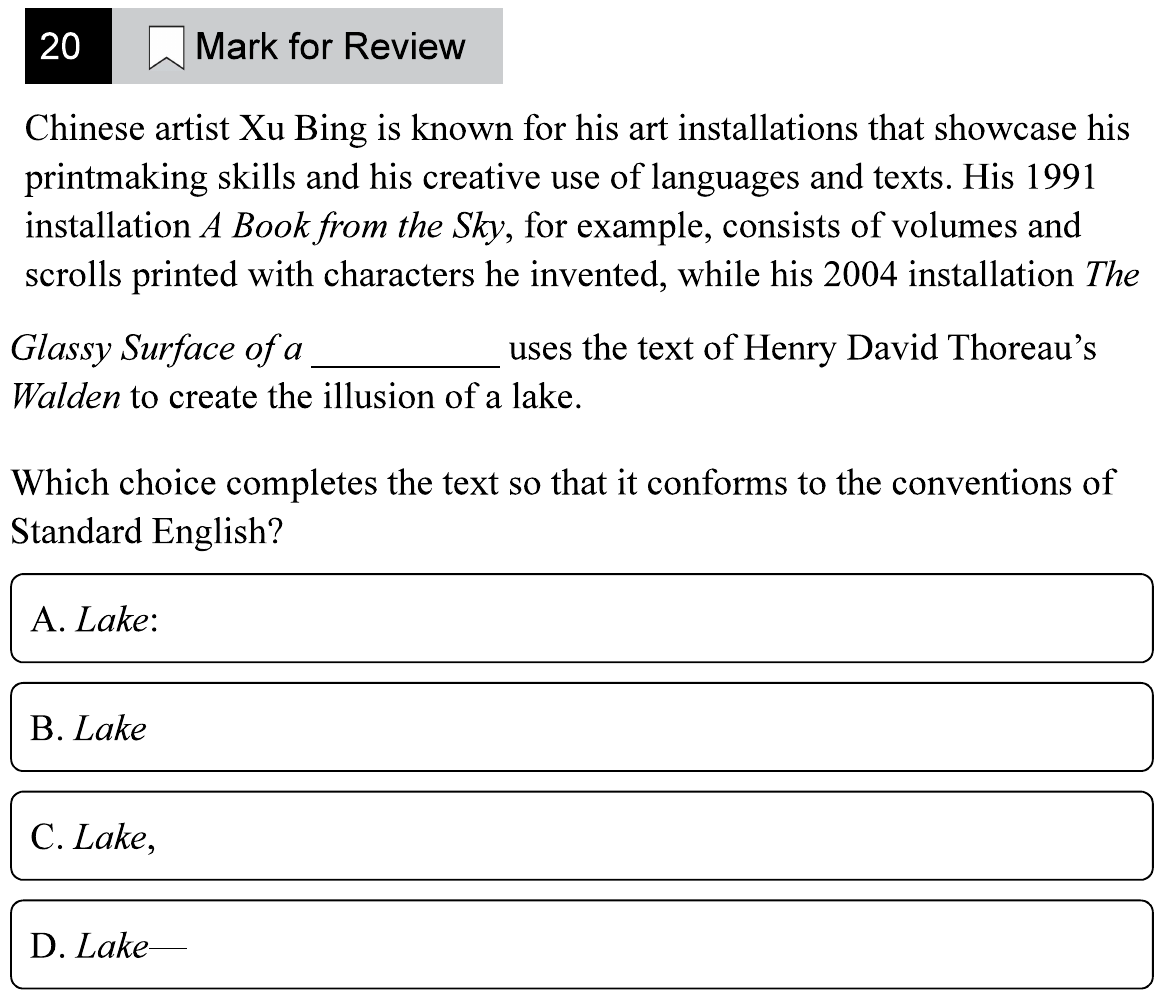 20 Mark for Review
Chinese artist Xu Bing is known for his art installations that showcase his
printmaking skills and his creative use of languages and texts. His 1991
installation A Book from the Sky, for example, consists of volumes and
scrolls printed with characters he invented, while his 2004 installation The
Glassy Surface of a __________ uses the text of Henry David Thoreau’s
Walden to create the illusion of a lake.
Which choice completes the text so that it conforms to the conventions of
Standard English?
A. Lake:
B. Lake
C. Lake,
D. Lake—